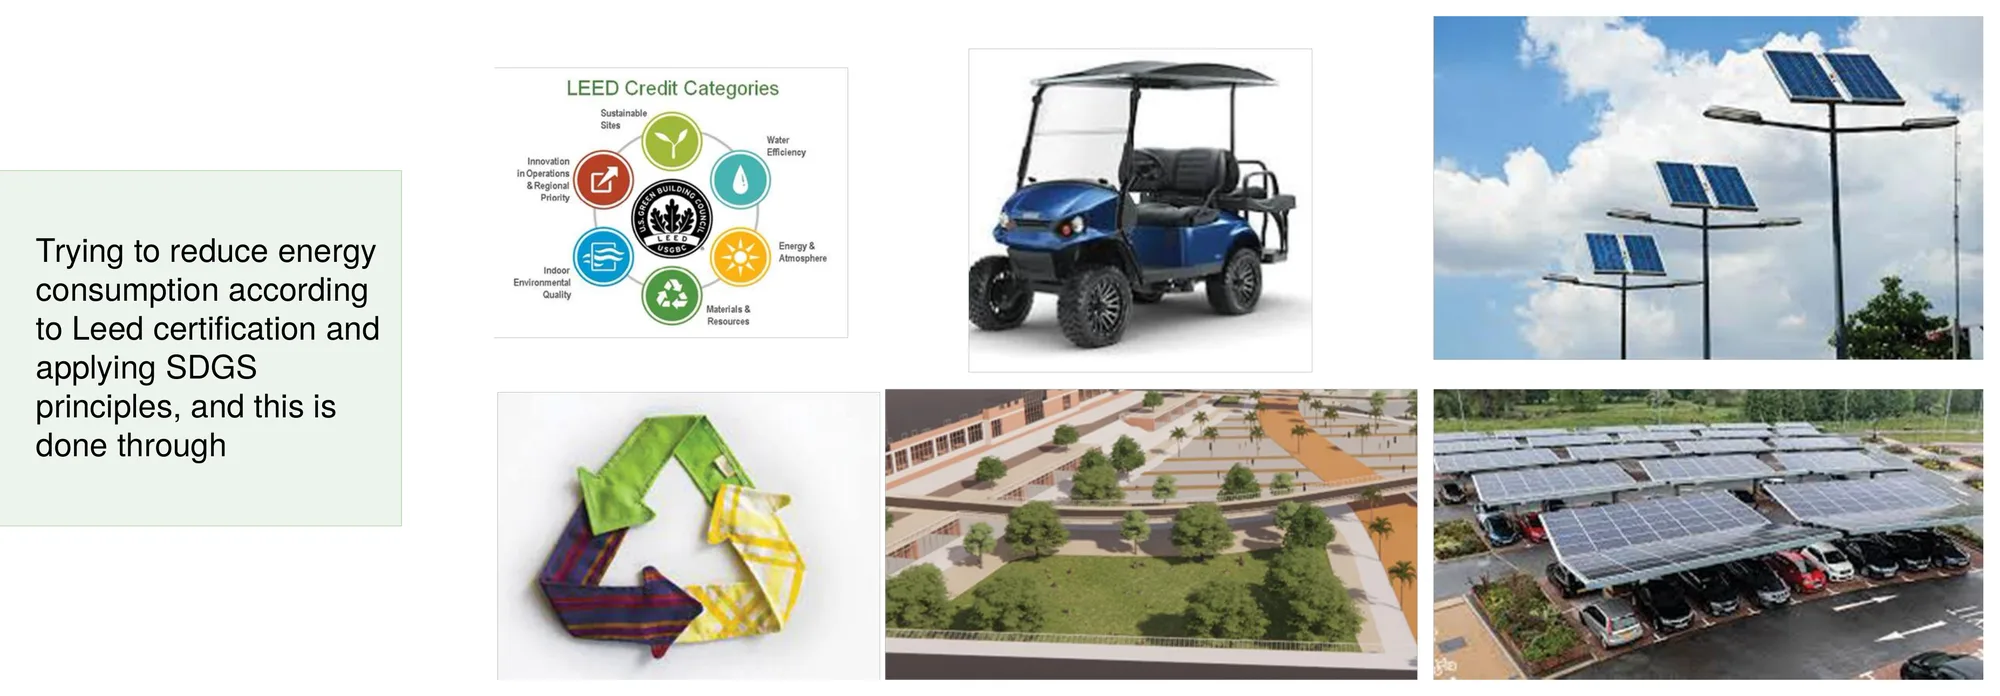 Trying to reduce energy
consumption according
to Leed certification and
applying SDGS
principles, and this is
done through
LEED Credit Categories
Sustainable
Sites
Water
Efficiency
Innovation
in Operations
& Regional
Priority
U.S. GREEN BUILDING COUNCIL
LEED
USGBC
Energy &
Atmosphere
Indoor
Environmental
Quality
Materials &
Resources